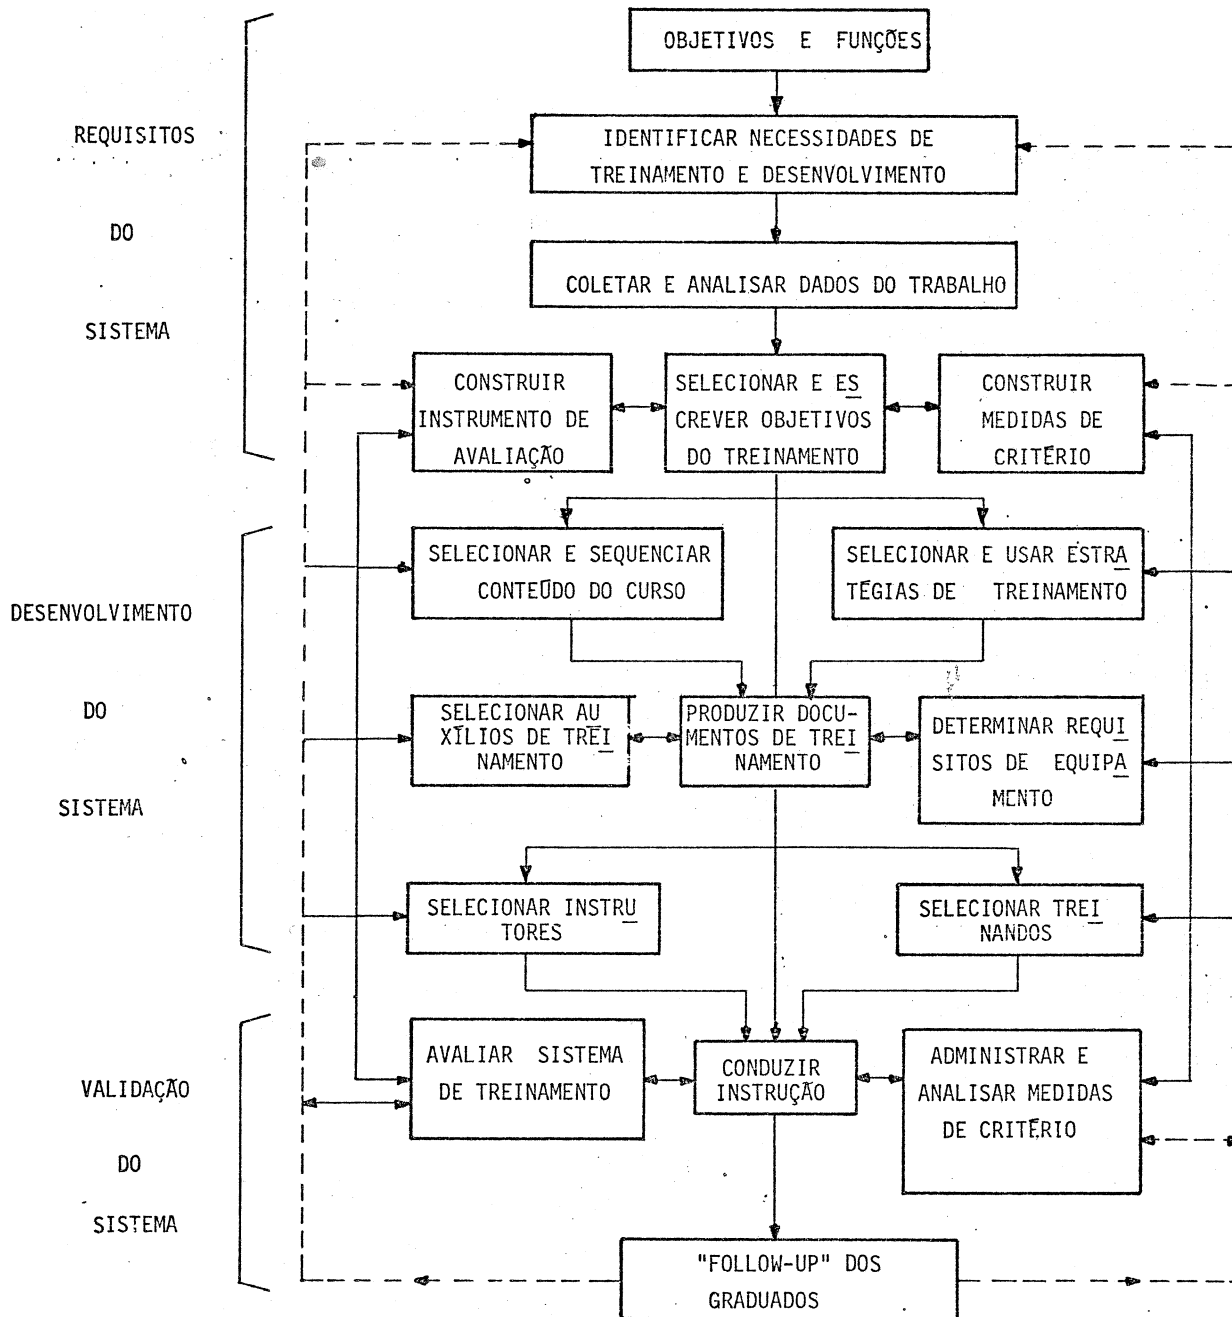 OBJETIVOS E FUNÇÕES
REQUISITOS
DO
SISTEMA
IDENTIFICAR NECESSIDADES DE
TREINAMENTO E DESENVOLVIMENTO
COLETAR E ANALISAR DADOS DO TRABALHO
CONSTRUIR
INSTRUMENTO DE
AVALIAÇÃO
SELECIONAR E ES
CREVER OBJETIVOS
DO TREINAMENTO
CONSTRUIR
MEDIDAS DE
CRITÉRIO
DESENVOLVIMENTO
DO
SISTEMA
SELECIONAR E SEQUENCIAR
CONTEÚDO DO CURSO
SELECIONAR E USAR ESTRA
TÉGIAS DE TREINAMENTO
SELECIONAR AU
XÍLIOS DE TREI
NAMENTO
PRODUZIR DOCU-
MENTOS DE TREI
NAMENTO
DETERMINAR REQUI
SITOS DE EQUIPA
MENTO
SELECIONAR INSTRU
TORES
SELECIONAR TREI
NANDOS
VALIDAÇÃO
DO
SISTEMA
AVALIAR SISTEMA
DE TREINAMENTO
CONDUZIR
INSTRUÇÃO
ADMINISTRAR E
ANALISAR MEDIDAS
DE CRITÉRIO
"FOLLOW-UP" DOS
GRADUADOS